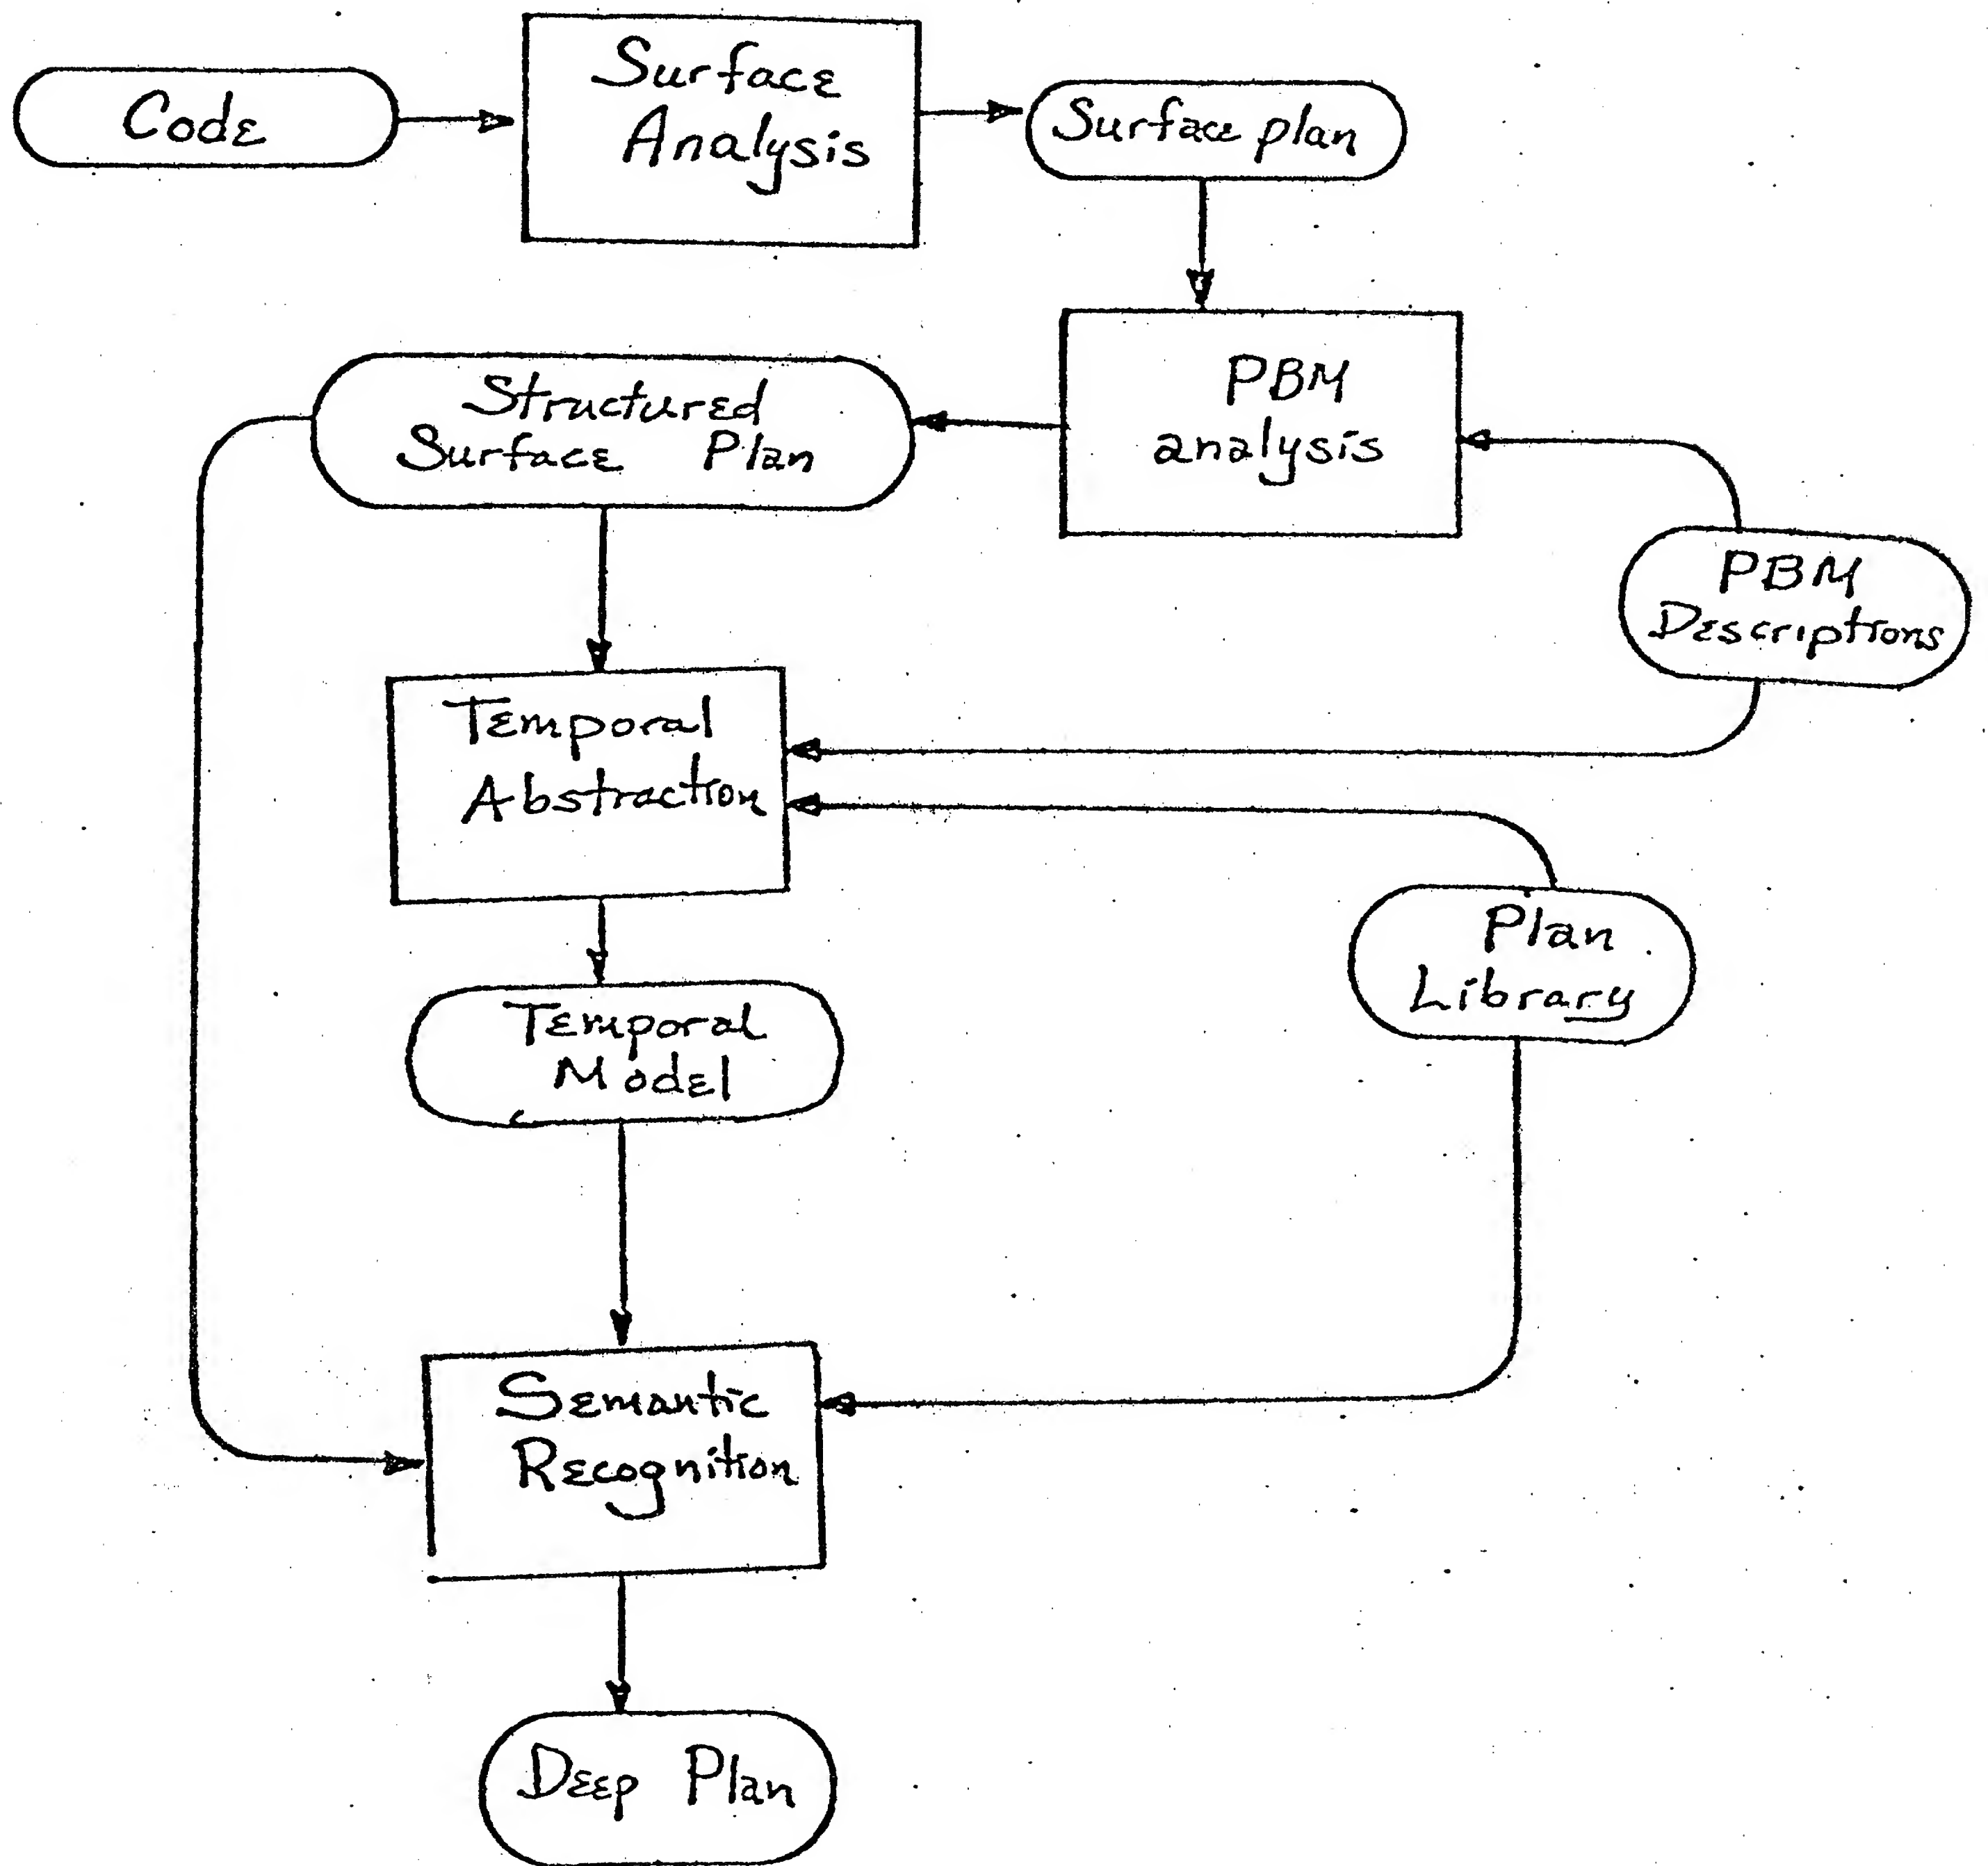 Code
Surface
Analysis
Surface plan
Structured
Surface Plan
PBM
analysis
PBM
Descriptions
Temporal
Abstraction
Plan
Library
Temporal
Model
Semantic
Recognition
Deep Plan